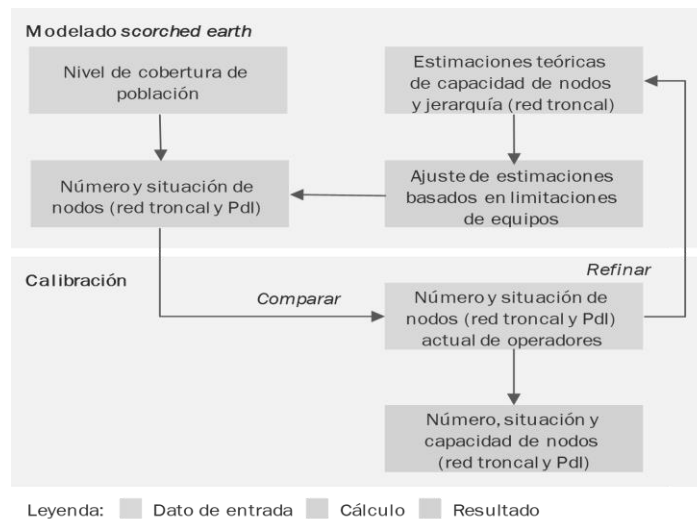 Modelado scorched earth
Nivel de cobertura de
población
Estimaciones teóricas
de capacidad de nodos
y jerarquía (red troncal)
Número y situación de
nodos (red troncal y PdI)
Ajuste de estimaciones
basados en limitaciones
de equipos
Calibración
Refinar
Comparar
Número y situación de
nodos (red troncal y PdI)
actual de operadores
Número, situación y
capacidad de nodos
(red troncal y PdI)
Leyenda: Dato de entrada Cálculo Resultado